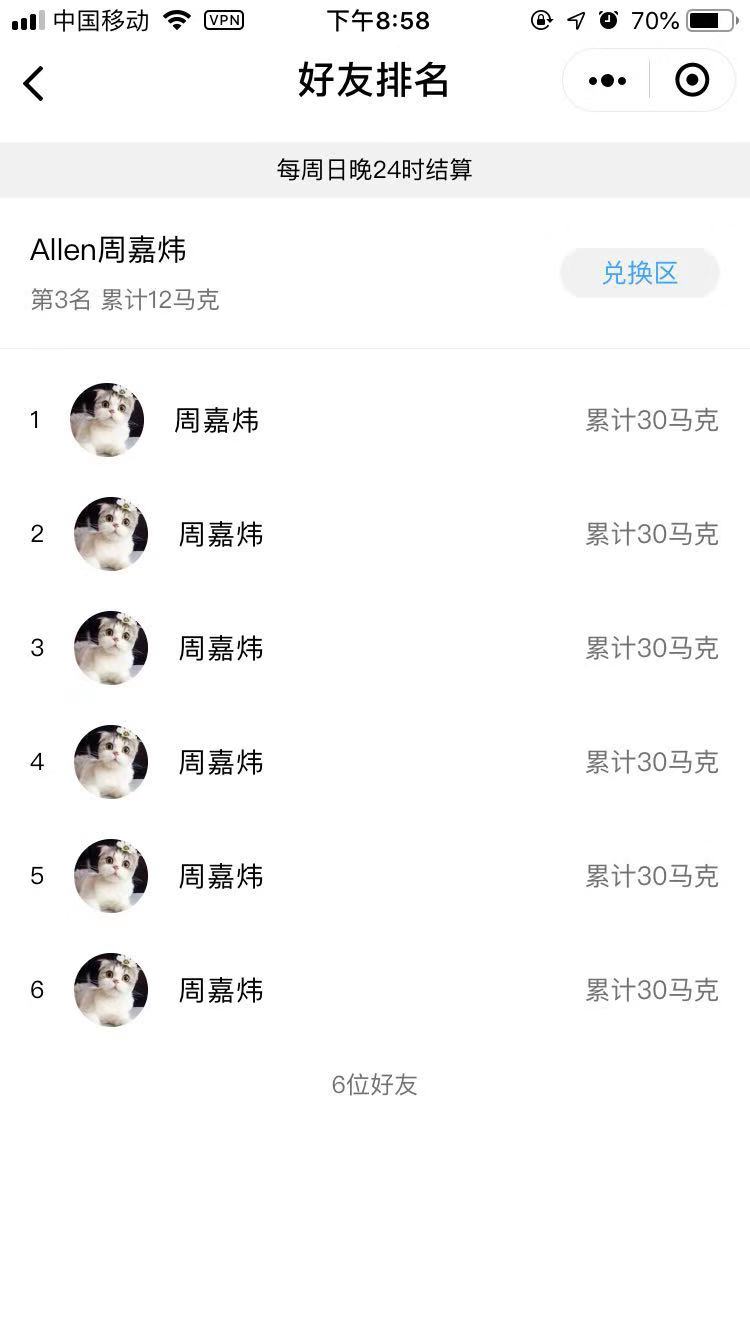 中国移动 VPN 下午8:58 70%
好友排名
每周日晚24时结算
Allen周嘉炜
第3名 累计12马克
兑换区
1 周嘉炜 累计30马克
2 周嘉炜 累计30马克
3 周嘉炜 累计30马克
4 周嘉炜 累计30马克
5 周嘉炜 累计30马克
6 周嘉炜 累计30马克
6位好友